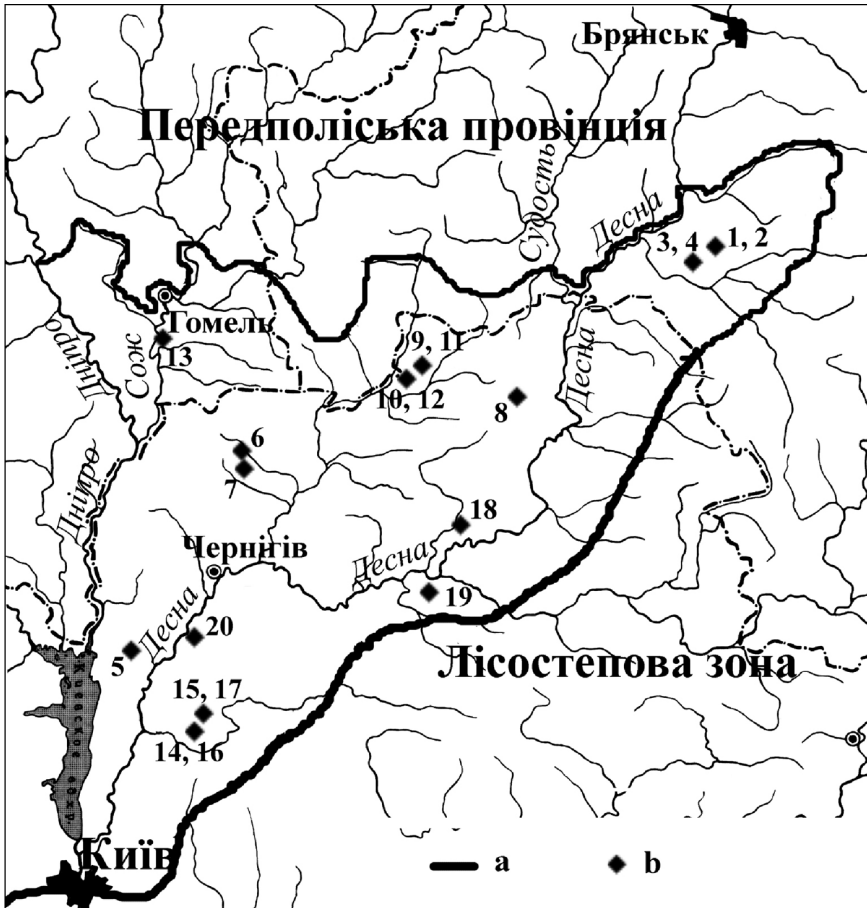 Брянськ
Передполіська провінція
Судость
Десна
3, 4
1, 2
Гомель
13
Сож
Дніпро
9, 11
10, 12
8
Десна
6
7
Дніпро
18
Чернігів
Десна
19
Десна
20
5
Лісостепова зона
15, 17
14, 16
Київ
a
b